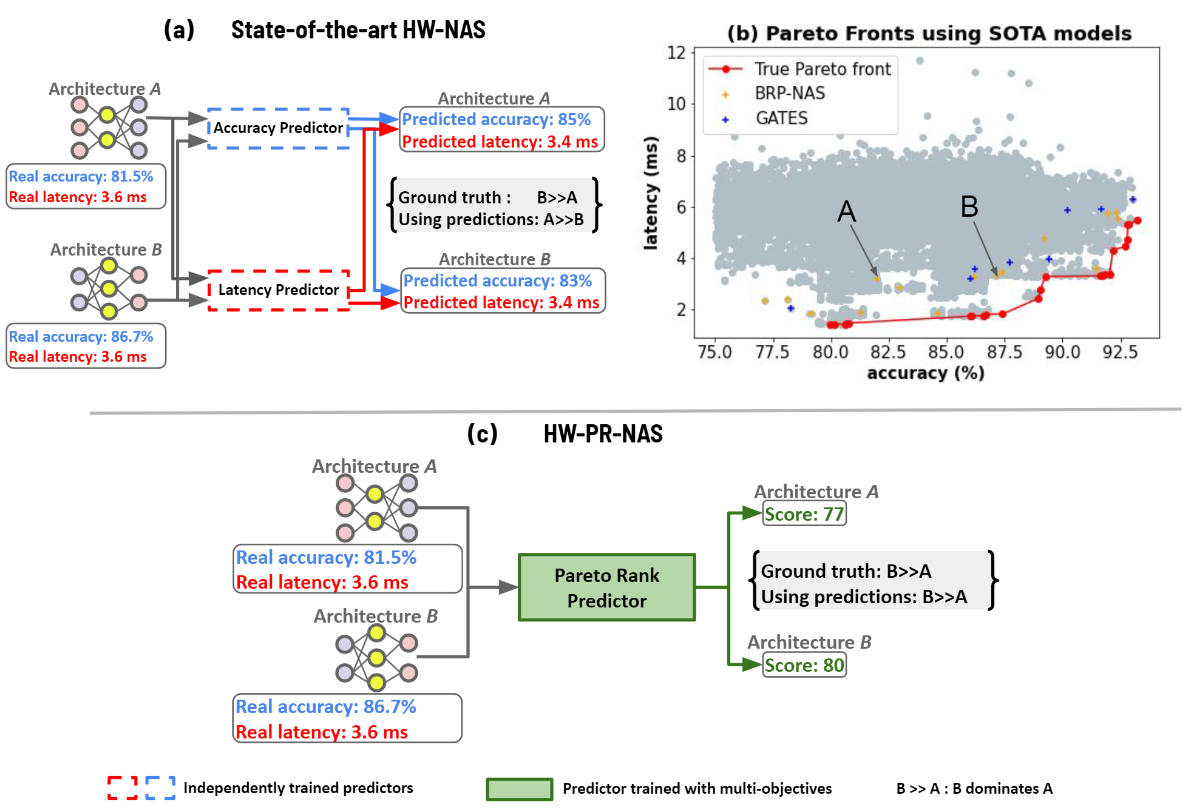 (a) State-of-the-art HW-NAS
Architecture A
Real accuracy: 81.5%
Real latency: 3.6 ms
Architecture B
Real accuracy: 86.7%
Real latency: 3.6 ms
Accuracy Predictor
Latency Predictor
Architecture A
Predicted accuracy: 85%
Predicted latency: 3.4 ms
Ground truth : B>>A
Using predictions: A>>B
Architecture B
Predicted accuracy: 83%
Predicted latency: 3.4 ms
(b) Pareto Fronts using SOTA models
True Pareto front
BRP-NAS
GATES
A
B
latency (ms)
12
10
8
6
4
2
75.0 77.5 80.0 82.5 85.0 87.5 90.0 92.5
accuracy (%)
(c) HW-PR-NAS
Architecture A
Real accuracy: 81.5%
Real latency: 3.6 ms
Architecture B
Real accuracy: 86.7%
Real latency: 3.6 ms
Pareto Rank
Predictor
Architecture A
Score: 77
Ground truth: B>>A
Using predictions: B>>A
Architecture B
Score: 80
Independently trained predictors
Predictor trained with multi-objectives
B >> A : B dominates A